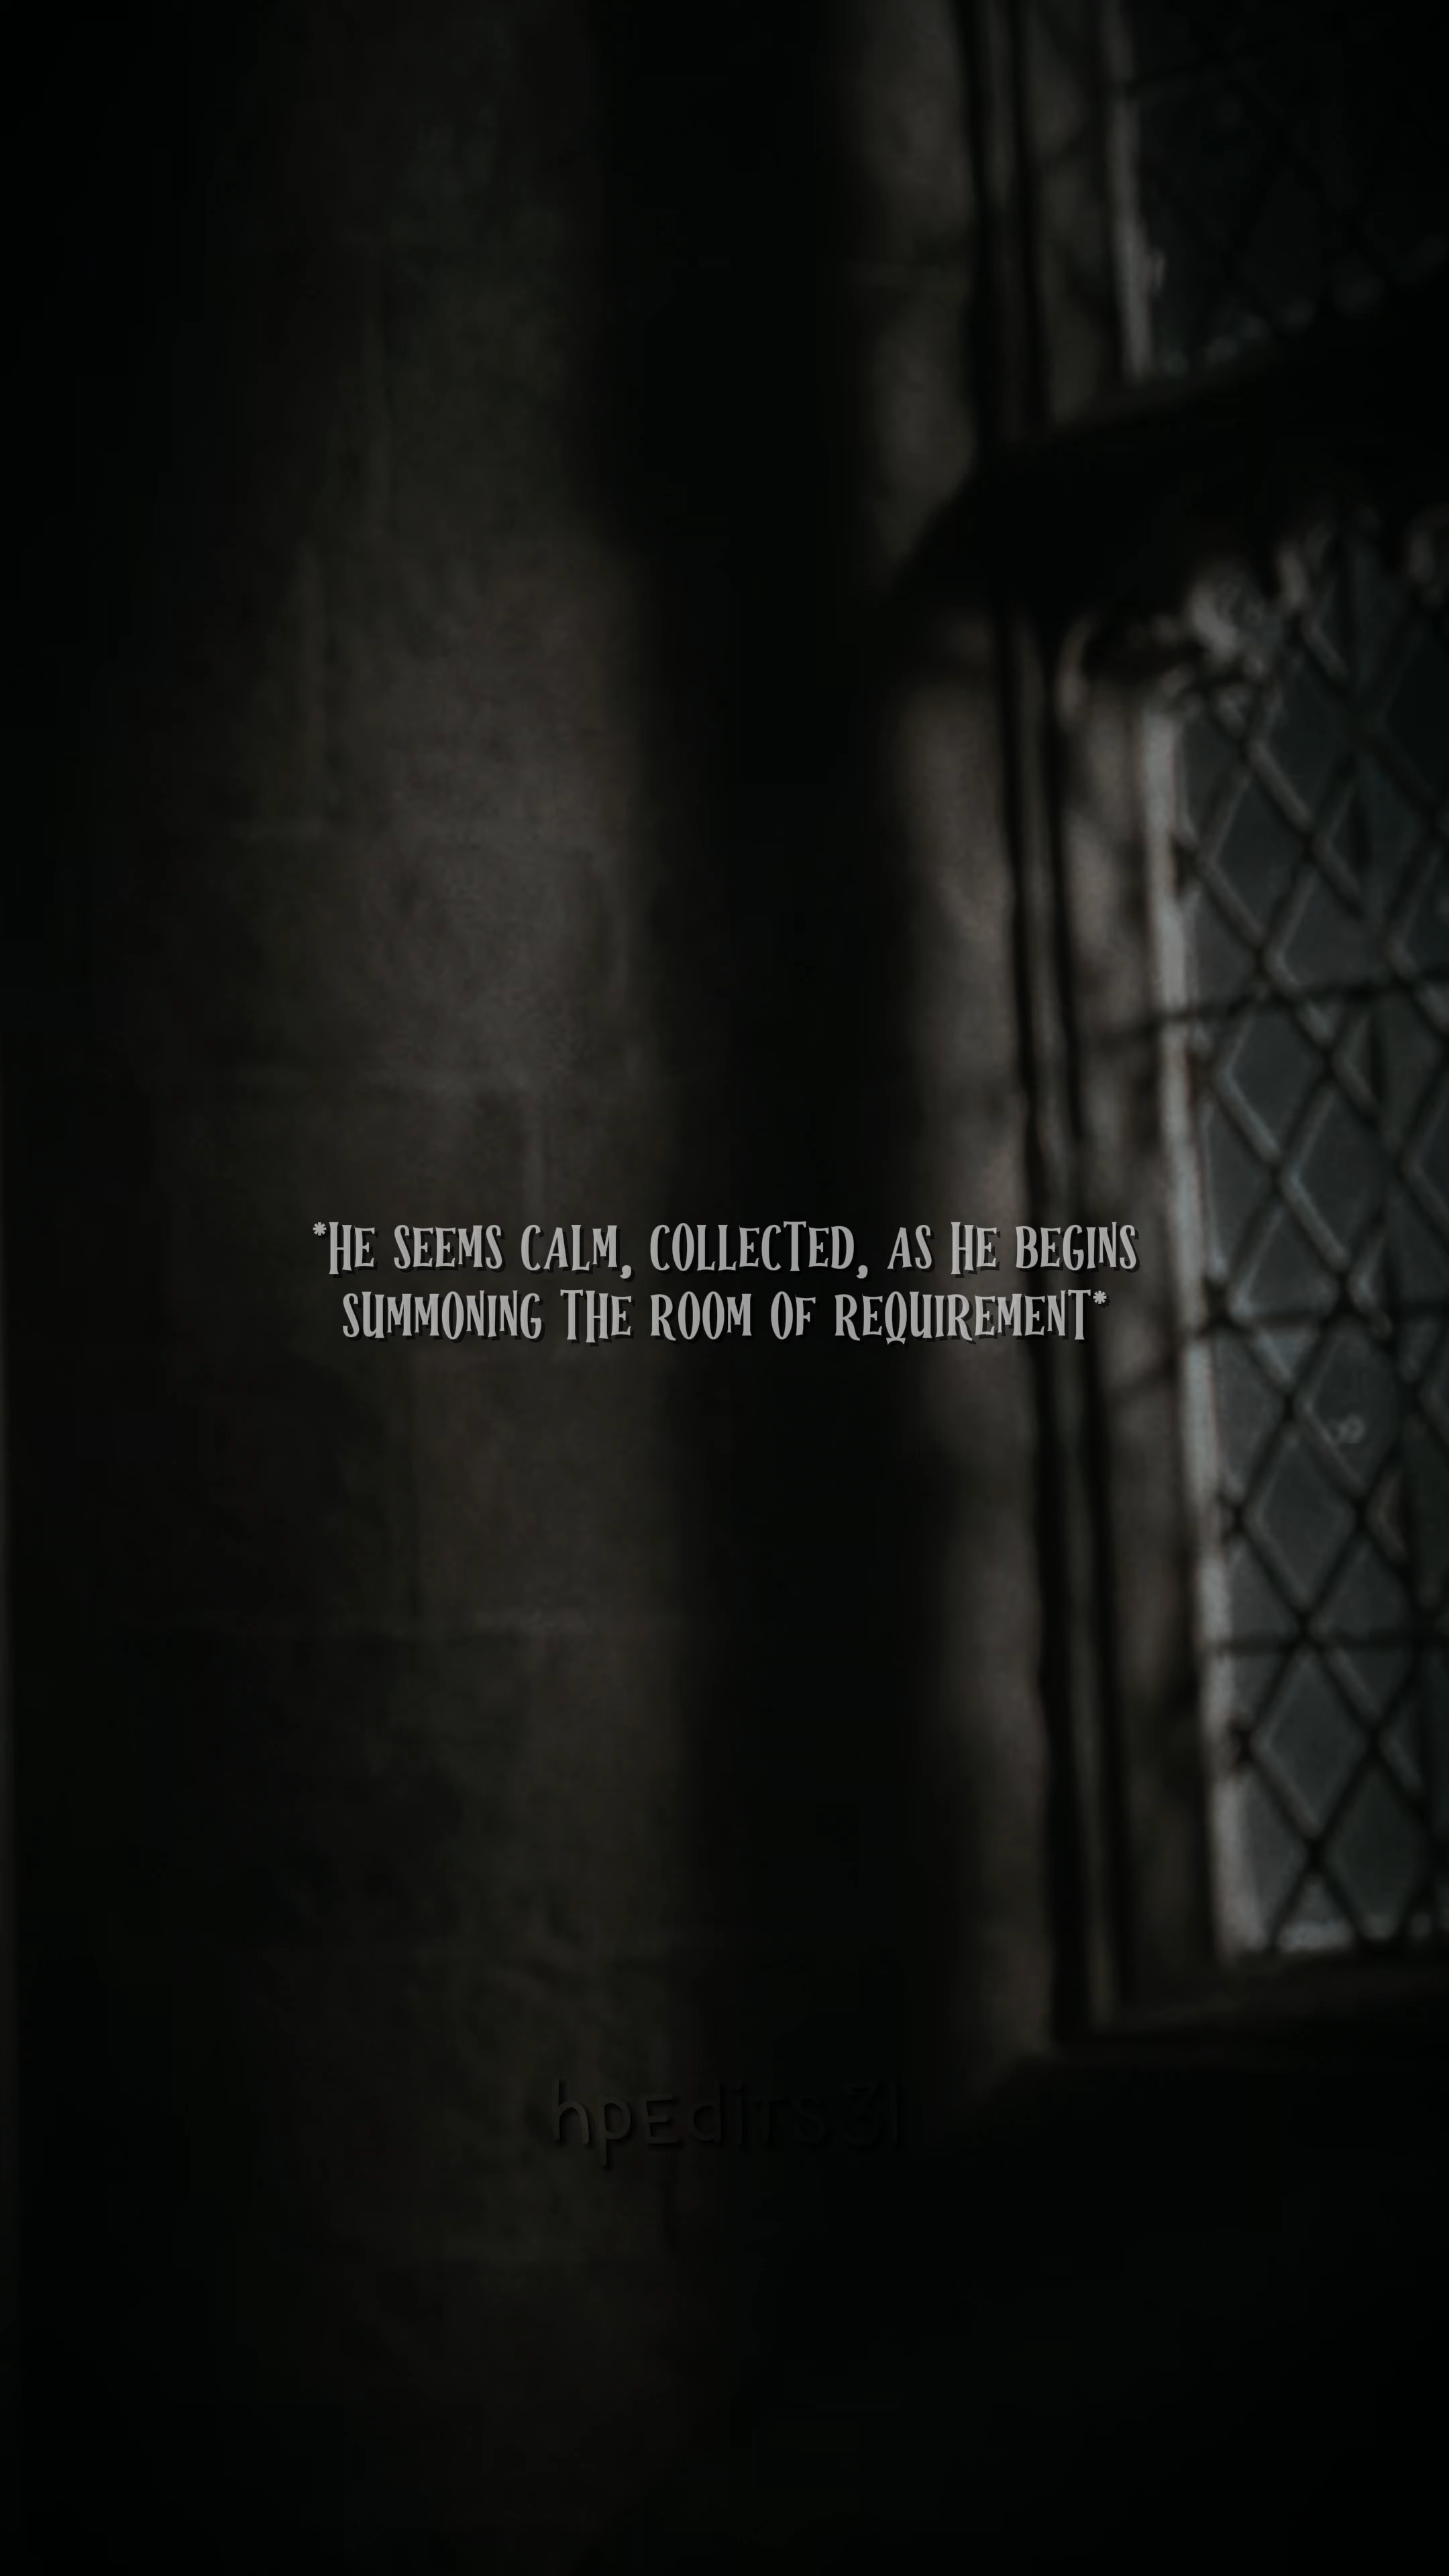 *HE SEEMS CALM, COLLECTED, AS HE BEGINS
SUMMONING THE ROOM OF REQUIREMENT*
hpEdits31